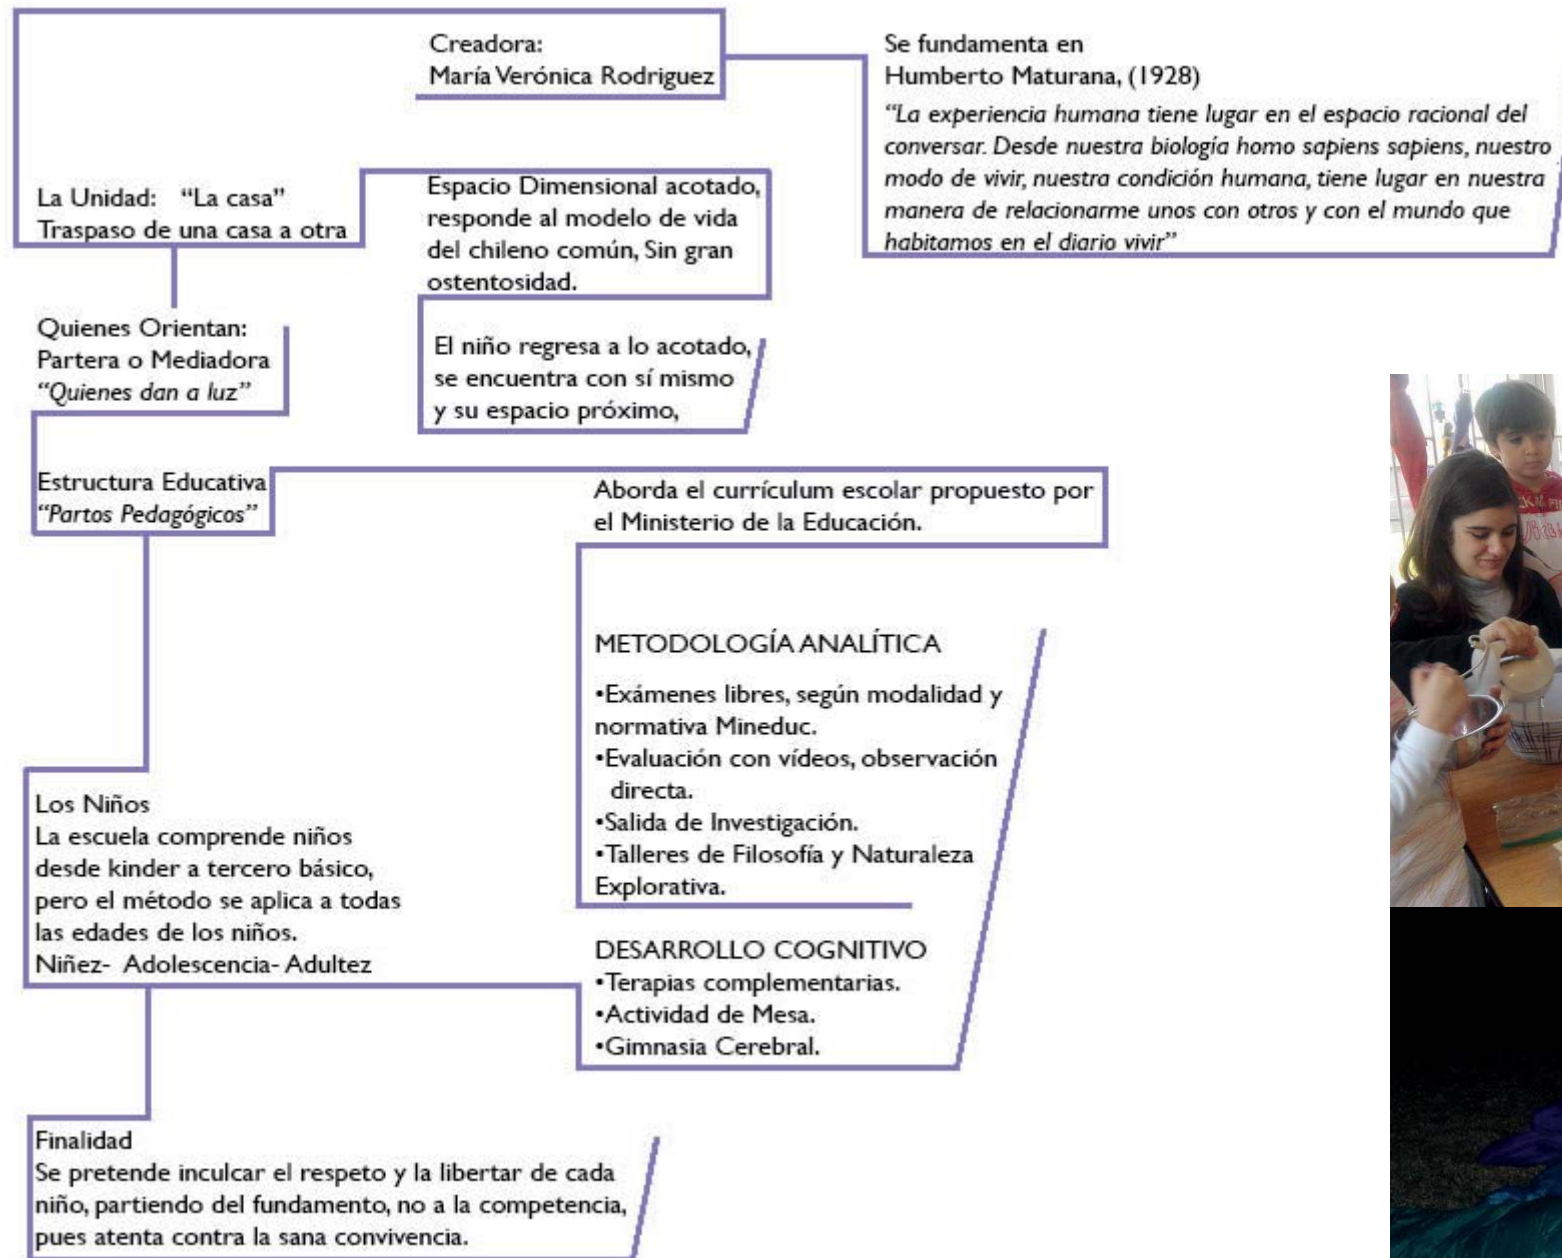 Creadora:
María Verónica Rodriguez
Se fundamenta en
Humberto Maturana, (1928)
“La experiencia humana tiene lugar en el espacio racional del
conversar. Desde nuestra biología homo sapiens sapiens, nuestro
modo de vivir, nuestra condición humana, tiene lugar en nuestra
manera de relacionarme unos con otros y con el mundo que
habitamos en el diario vivir”
La Unidad: “La casa”
Traspaso de una casa a otra
Espacio Dimensional acotado,
responde al modelo de vida
del chileno común, Sin gran
ostentosidad.
El niño regresa a lo acotado,
se encuentra con sí mismo
y su espacio próximo,
Quienes Orientan:
Partera o Mediadora
“Quienes dan a luz”
Estructura Educativa
“Partos Pedagógicos”
Aborda el currículum escolar propuesto por
el Ministerio de la Educación.
METODOLOGÍA ANALÍTICA
•Exámenes libres, según modalidad y
normativa Mineduc.
•Evaluación con vídeos, observación
directa.
•Salida de Investigación.
•Talleres de Filosofía y Naturaleza
Explorativa.
Los Niños
La escuela comprende niños
desde kinder a tercero básico,
pero el método se aplica a todas
las edades de los niños.
Niñez- Adolescencia- Adultez
DESARROLLO COGNITIVO
•Terapias complementarias.
•Actividad de Mesa.
•Gimnasia Cerebral.
Finalidad
Se pretende inculcar el respeto y la libertar de cada
niño, partiendo del fundamento, no a la competencia,
pues atenta contra la sana convivencia.